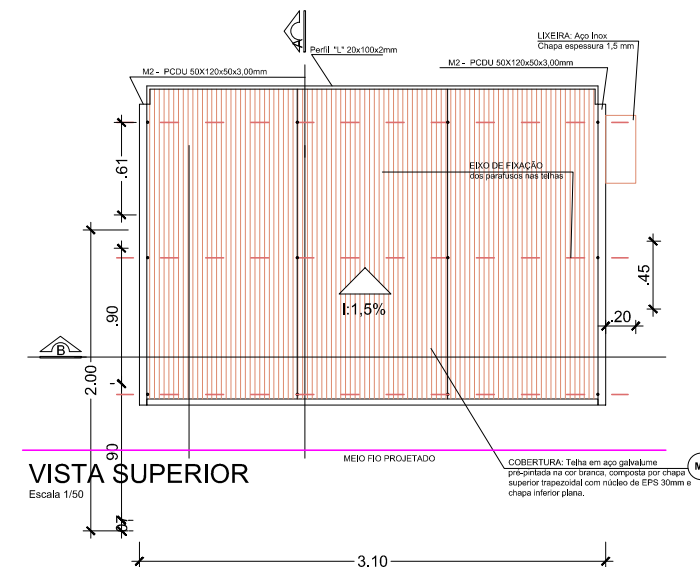 A
Perfil "L" 20x100x2mm
LIXEIRA: Aço Inox
Chapa espessura 1,5 mm
M2 - PCDU 50X120x50x3,00mm
M2 - PCDU 50X120x50x3,00mm
.61
EIXO DE FIXAÇÃO
dos parafusos nas telhas
.45
.20
.90
I:1,5%
B
2.00
.90
MEIO FIO PROJETADO
VISTA SUPERIOR
Escala 1/50
COBERTURA: Telha em aço galvalume
pré-pintada na cor branca, composta por chapa
superior trapezoidal com núcleo de EPS 30mm e
chapa inferior plana.
M
3.10